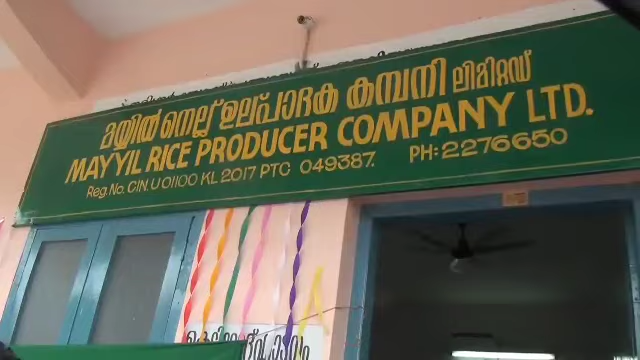 മയ്യിൽ നെല്ല് ഉല്പാദക കമ്പനി ലിമിറ്റഡ്
MAYYIL RICE PRODUCER COMPANY LTD.
Reg.No. CIN U 01100 KL 2017 PTC 049387. PH: 2276650